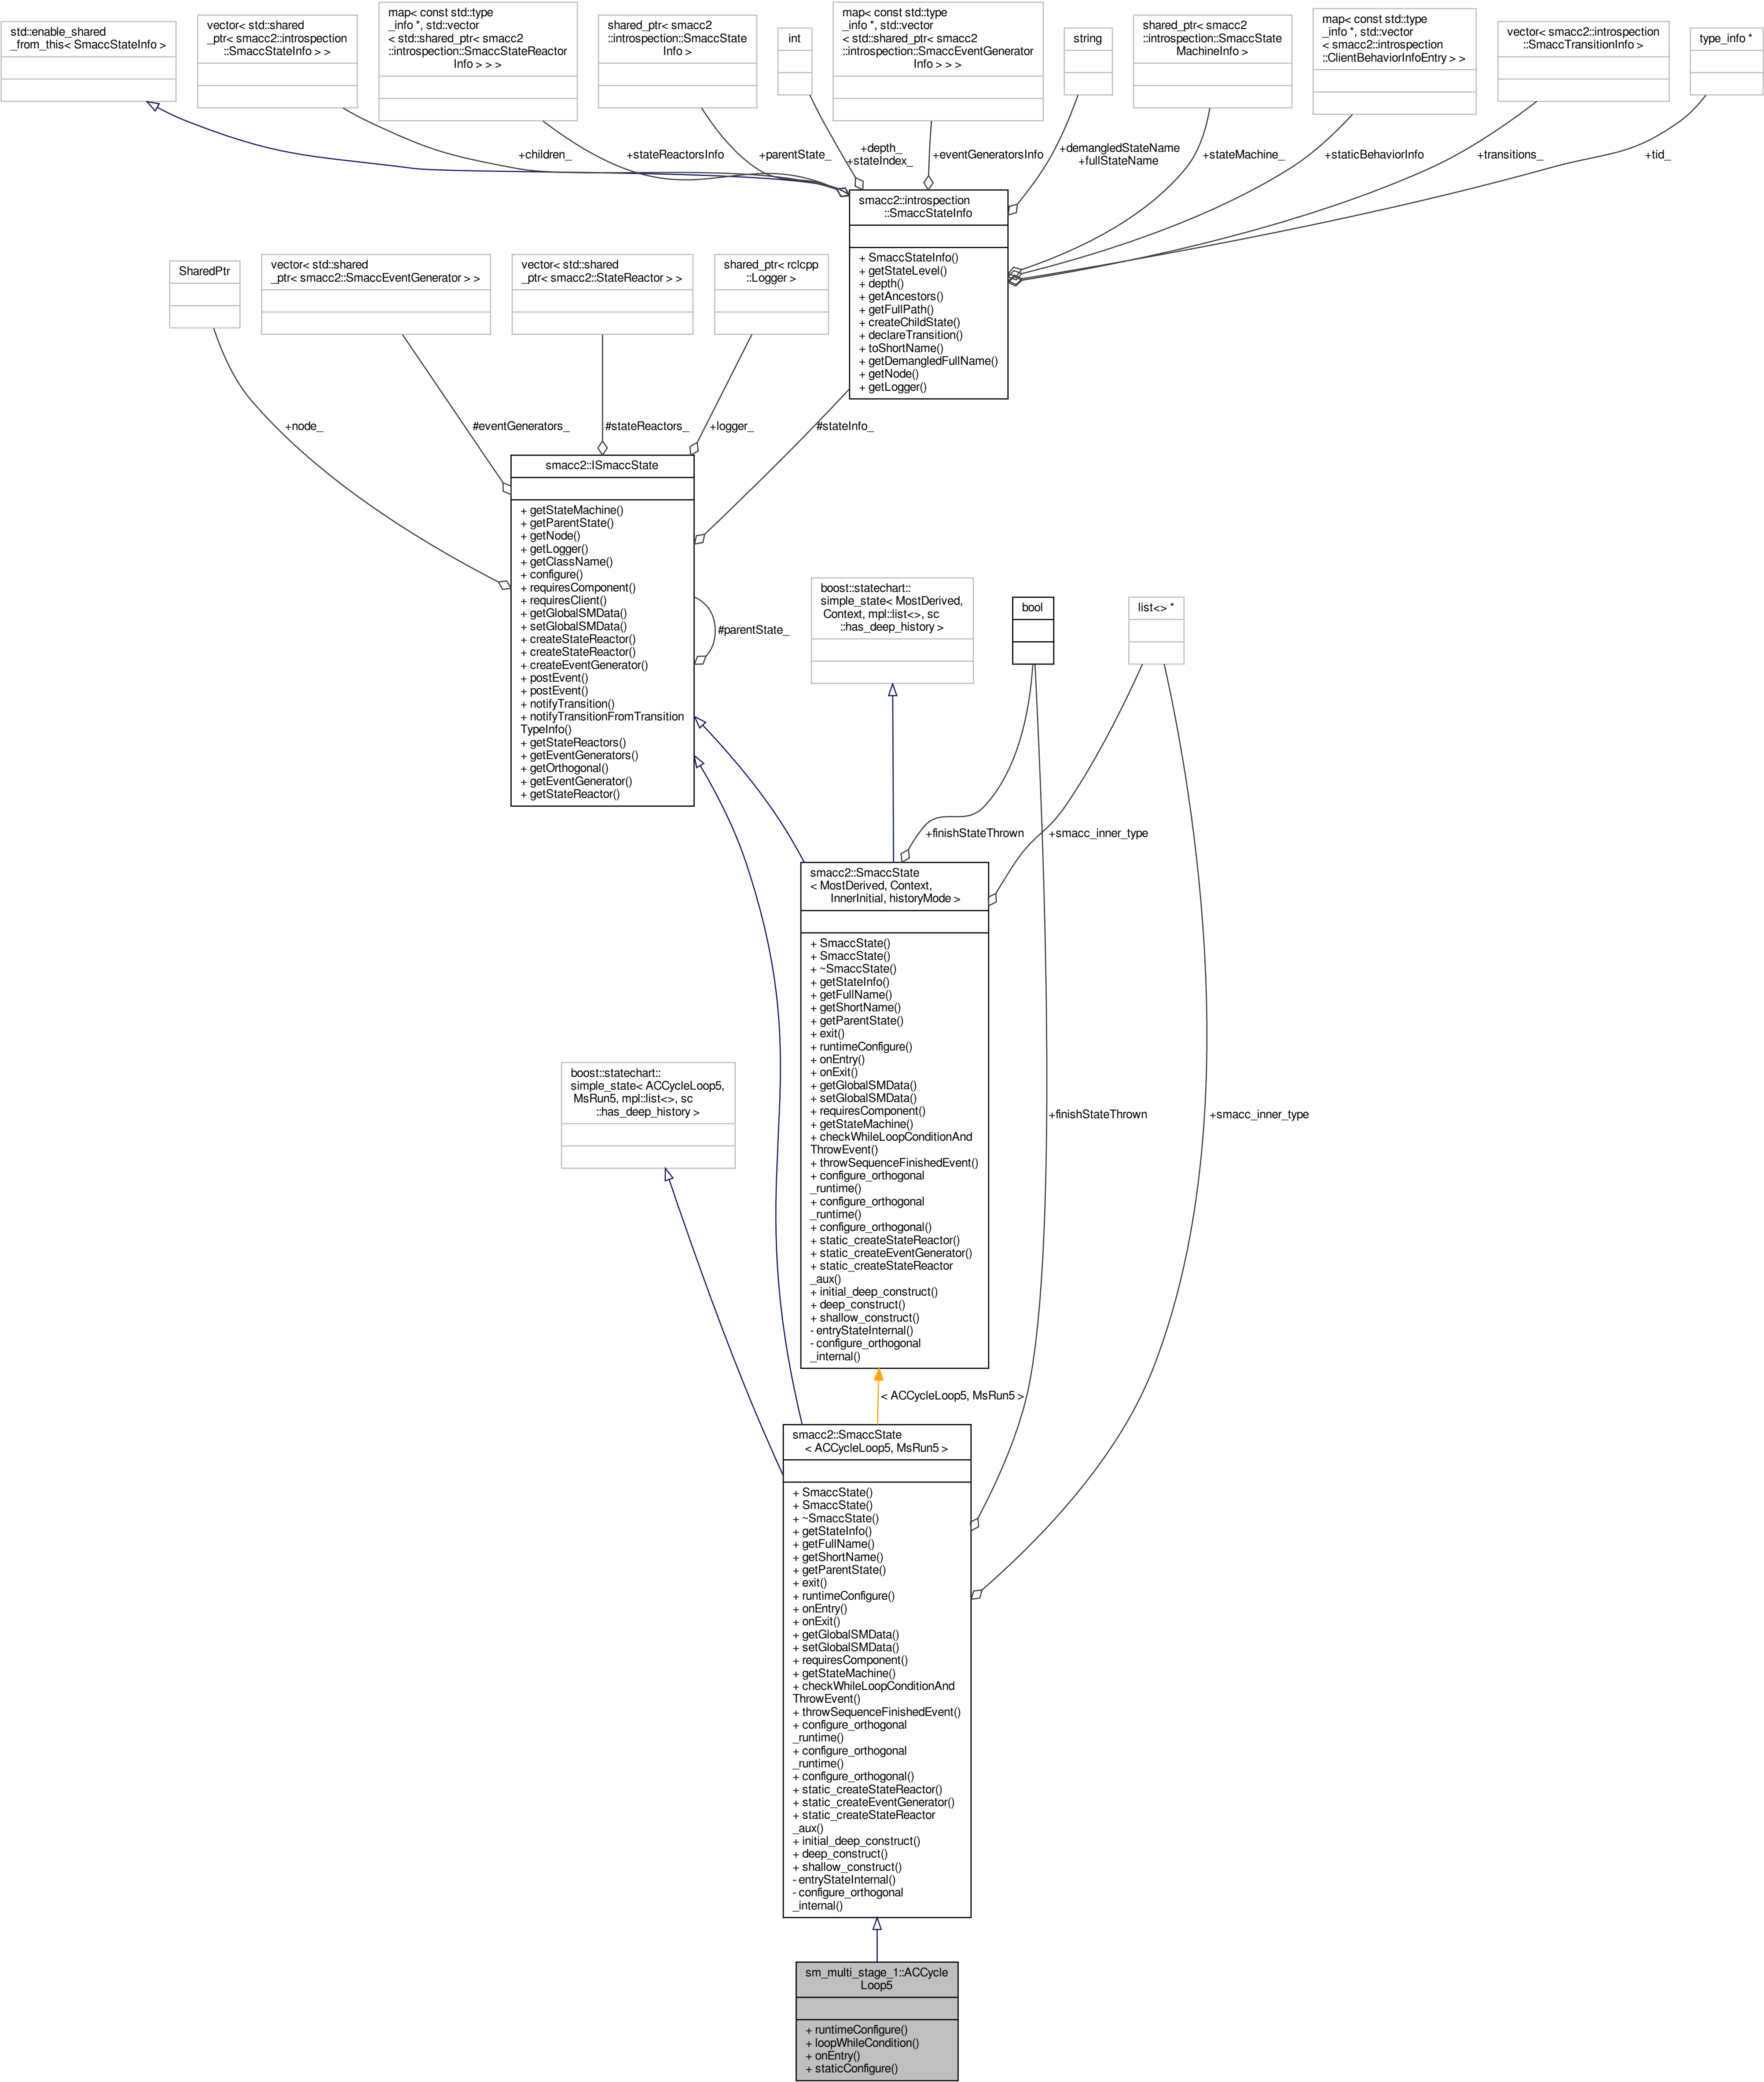 std::enable_shared
_from_this< SmaccStateInfo >
vector< std::shared
_ptr< smacc2::introspection
::SmaccStateInfo > >
map< const std::type
_info *, std::vector
< std::shared_ptr< smacc2
::introspection::SmaccStateReactor
Info > > >
shared_ptr< smacc2
::introspection::SmaccState
Info >
int
map< const std::type
_info *, std::vector
< std::shared_ptr< smacc2
::introspection::SmaccEventGenerator
Info > > >
string
shared_ptr< smacc2
::introspection::SmaccState
MachineInfo >
map< const std::type
_info *, std::vector
< smacc2::introspection
::ClientBehaviorInfoEntry > >
vector< smacc2::introspection
::SmaccTransitionInfo >
type_info *
+children_
+stateReactorsInfo
+parentState_
+depth_
+stateIndex_
+eventGeneratorsInfo
+demangledStateName
+fullStateName
+stateMachine_
+staticBehaviorInfo
+transitions_
+tid_
smacc2::introspection
::SmaccStateInfo
+ SmaccStateInfo()
+ getStateLevel()
+ depth()
+ getAncestors()
+ getFullPath()
+ createChildState()
+ declareTransition()
+ toShortName()
+ getDemangledFullName()
+ getNode()
+ getLogger()
SharedPtr
vector< std::shared
_ptr< smacc2::SmaccEventGenerator > >
vector< std::shared
_ptr< smacc2::StateReactor > >
shared_ptr< rclcpp
::Logger >
+node_
#eventGenerators_
#stateReactors_
+logger_
#stateInfo_
smacc2::ISmaccState
+ getStateMachine()
+ getParentState()
+ getNode()
+ getLogger()
+ getClassName()
+ configure()
+ requiresComponent()
+ requiresClient()
+ getGlobalSMData()
+ setGlobalSMData()
+ createStateReactor()
+ createStateReactor()
+ createEventGenerator()
+ postEvent()
+ postEvent()
+ notifyTransition()
+ notifyTransitionFromTransition
TypeInfo()
+ getStateReactors()
+ getEventGenerators()
+ getOrthogonal()
+ getEventGenerator()
+ getStateReactor()
#parentState_
boost::statechart::
simple_state< MostDerived,
Context, mpl::list<>, sc
::has_deep_history >
bool
list<> *
+finishStateThrown
+smacc_inner_type
smacc2::SmaccState
< MostDerived, Context,
InnerInitial, historyMode >
+ SmaccState()
+ SmaccState()
+ ~SmaccState()
+ getStateInfo()
+ getFullName()
+ getShortName()
+ getParentState()
+ exit()
+ runtimeConfigure()
+ onEntry()
+ onExit()
+ getGlobalSMData()
+ setGlobalSMData()
+ requiresComponent()
+ getStateMachine()
+ checkWhileLoopConditionAnd
ThrowEvent()
+ throwSequenceFinishedEvent()
+ configure_orthogonal
_runtime()
+ configure_orthogonal
_runtime()
+ configure_orthogonal()
+ static_createStateReactor()
+ static_createEventGenerator()
+ static_createStateReactor
_aux()
+ initial_deep_construct()
+ deep_construct()
+ shallow_construct()
- entryStateInternal()
- configure_orthogonal
_internal()
boost::statechart::
simple_state< ACCycleLoop5,
MsRun5, mpl::list<>, sc
::has_deep_history >
+finishStateThrown
+smacc_inner_type
< ACCycleLoop5, MsRun5 >
smacc2::SmaccState
< ACCycleLoop5, MsRun5 >
+ SmaccState()
+ SmaccState()
+ ~SmaccState()
+ getStateInfo()
+ getFullName()
+ getShortName()
+ getParentState()
+ exit()
+ runtimeConfigure()
+ onEntry()
+ onExit()
+ getGlobalSMData()
+ setGlobalSMData()
+ requiresComponent()
+ getStateMachine()
+ checkWhileLoopConditionAnd
ThrowEvent()
+ throwSequenceFinishedEvent()
+ configure_orthogonal
_runtime()
+ configure_orthogonal
_runtime()
+ configure_orthogonal()
+ static_createStateReactor()
+ static_createEventGenerator()
+ static_createStateReactor
_aux()
+ initial_deep_construct()
+ deep_construct()
+ shallow_construct()
- entryStateInternal()
- configure_orthogonal
_internal()
sm_multi_stage_1::ACCycle
Loop5
+ runtimeConfigure()
+ loopWhileCondition()
+ onEntry()
+ staticConfigure()